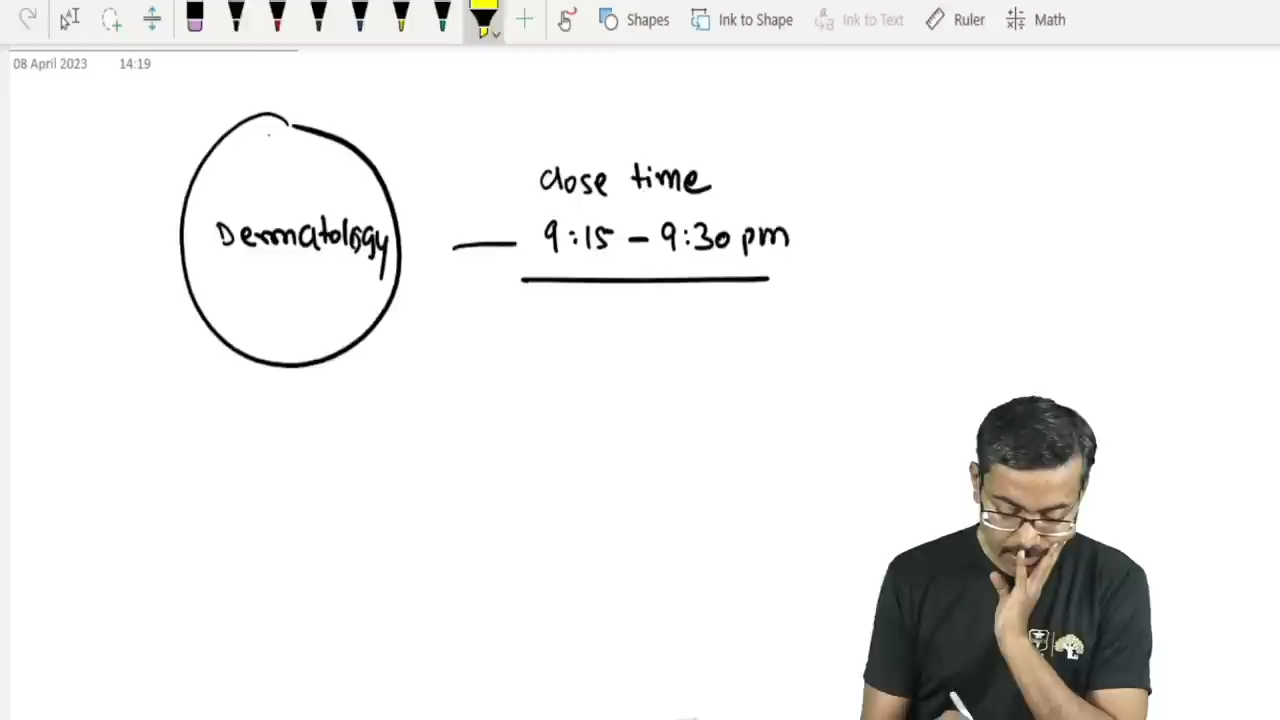 Shapes Ink to Shape Ink to Text Ruler Math
08 April 2023 14:19
close time
Dermatology — 9:15 – 9:30 pm